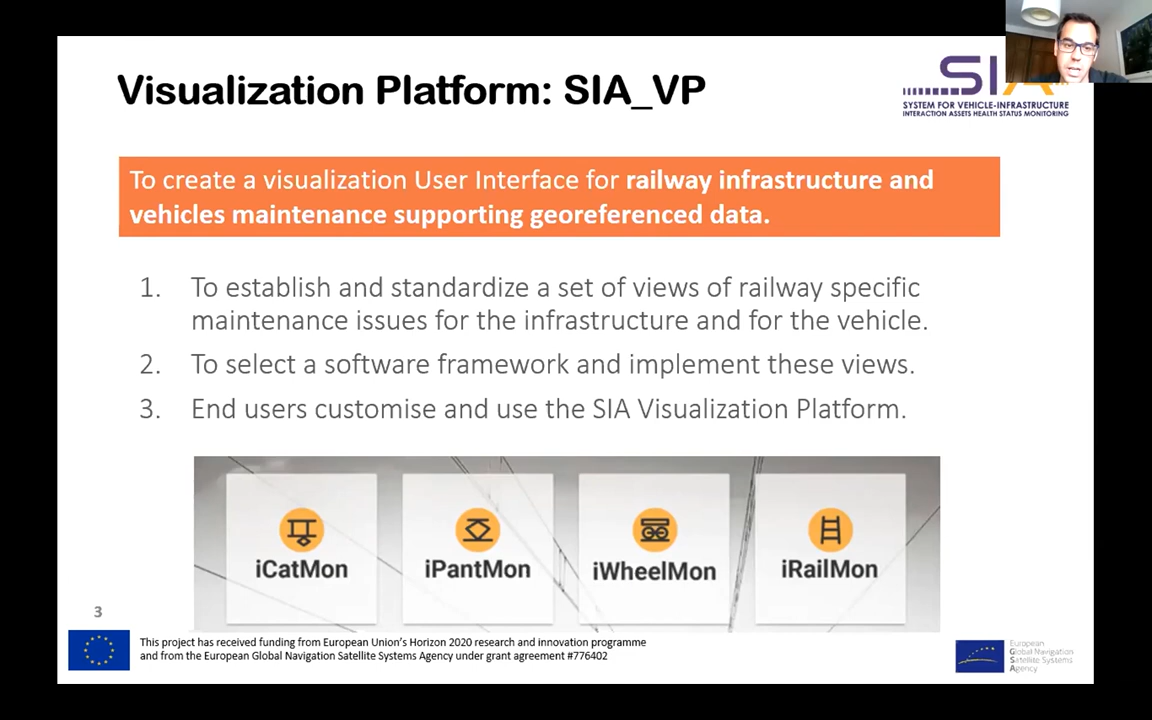 Visualization Platform: SIA_VP
SIA
SYSTEM FOR VEHICLE-INFRASTRUCTURE
INTERACTION ASSETS HEALTH STATUS MONITORING
To create a visualization User Interface for railway infrastructure and
vehicles maintenance supporting georeferenced data.
1. To establish and standardize a set of views of railway specific
maintenance issues for the infrastructure and for the vehicle.
2. To select a software framework and implement these views.
3. End users customise and use the SIA Visualization Platform.
iCatMon
iPantMon
iWheelMon
iRailMon
3
This project has received funding from European Union's Horizon 2020 research and innovation programme
and from the European Global Navigation Satellite Systems Agency under grant agreement #776402
European
Global Navigation
Satellite Systems
Agency